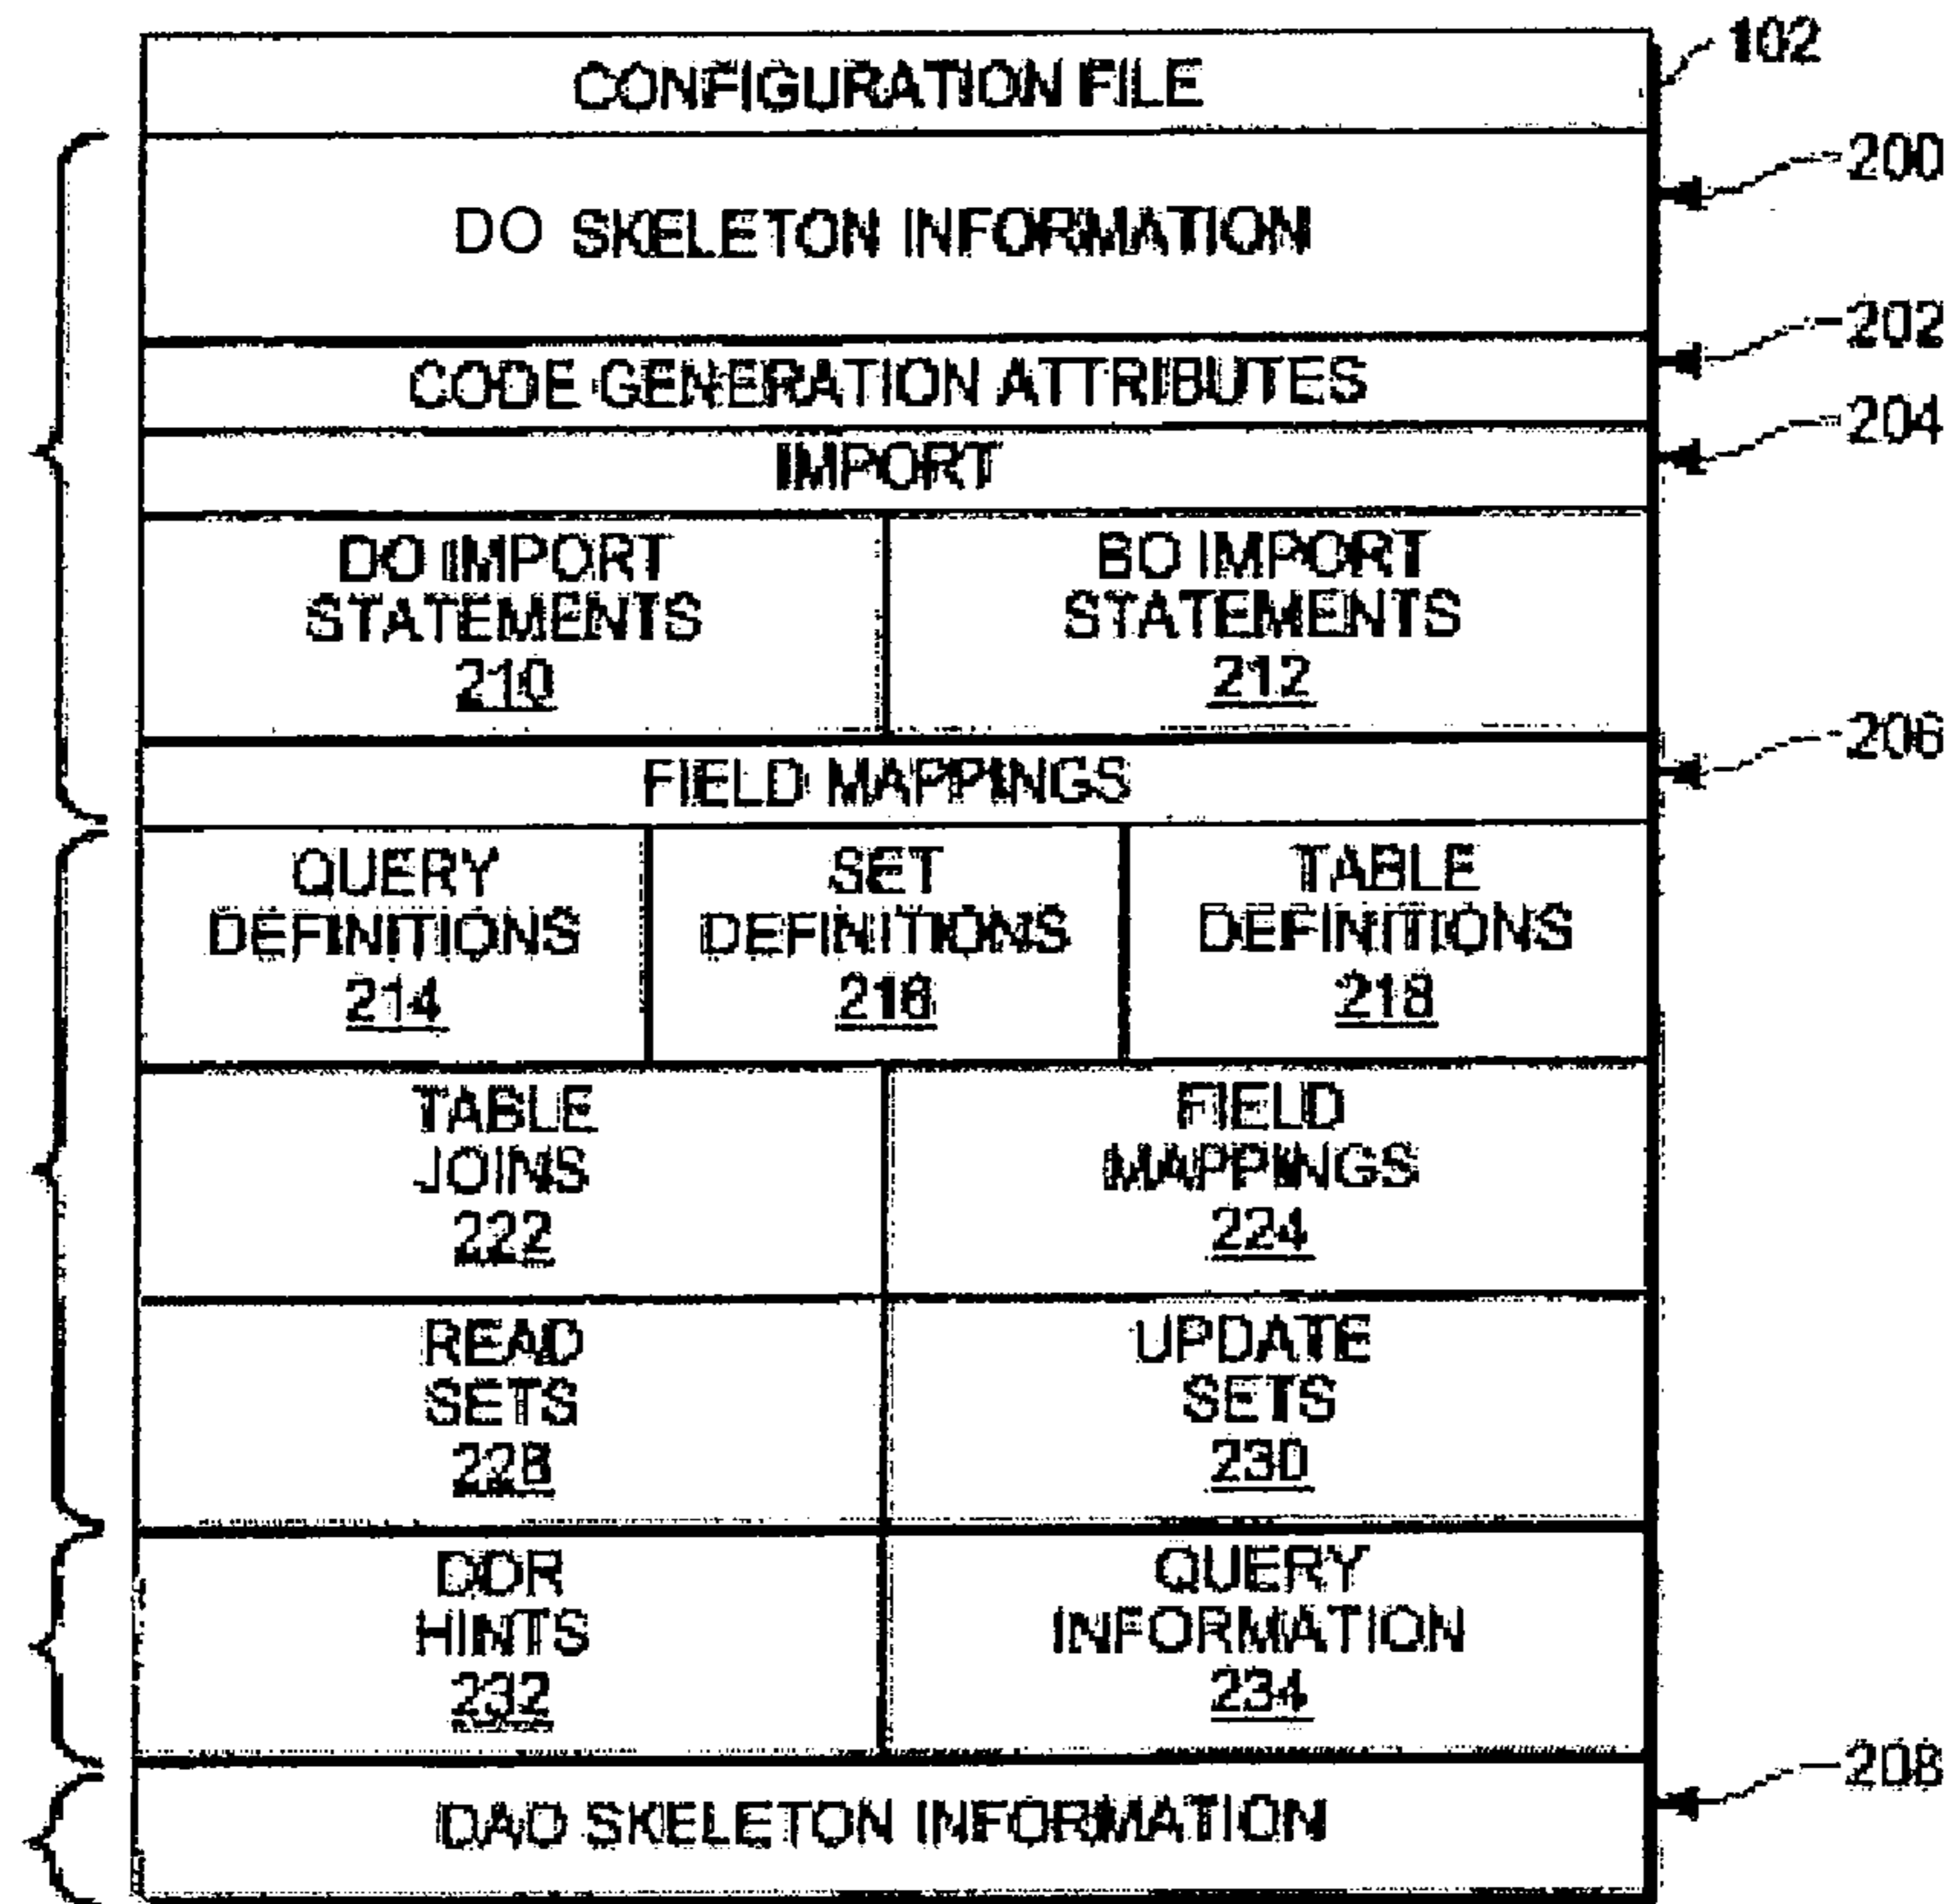 CONFIGURATION FILE
102
DO SKELETON INFORMATION
200
CODE GENERATION ATTRIBUTES
202
IMPORT
204
DO IMPORT
STATEMENTS
210
BO IMPORT
STATEMENTS
212
FIELD MAPPINGS
206
QUERY
DEFINITIONS
214
SET
DEFINITIONS
216
TABLE
DEFINITIONS
218
TABLE
JOINS
222
FIELD
MAPPINGS
224
READ
SETS
228
UPDATE
SETS
230
DOR
HINTS
232
QUERY
INFORMATION
234
DAO SKELETON INFORMATION
208